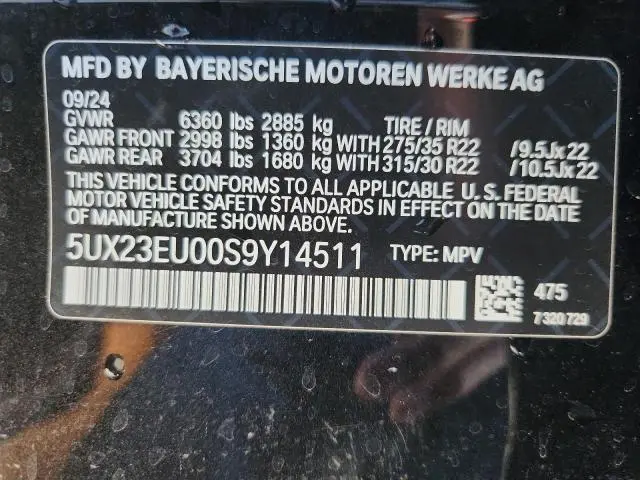 MFD BY BAYERISCHE MOTOREN WERKE AG
09/24
GVWR 6360 lbs 2885 kg TIRE / RIM
GAWR FRONT 2998 lbs 1360 kg WITH 275/35 R22 /9.5Jx22
GAWR REAR 3704 lbs 1680 kg WITH 315/30 R22 /10.5Jx22
THIS VEHICLE CONFORMS TO ALL APPLICABLE U.S. FEDERAL
MOTOR VEHICLE SAFETY STANDARDS IN EFFECT ON THE DATE
OF MANUFACTURE SHOWN ABOVE.
5UX23EU00S9Y14511 TYPE: MPV
475
7 320 729